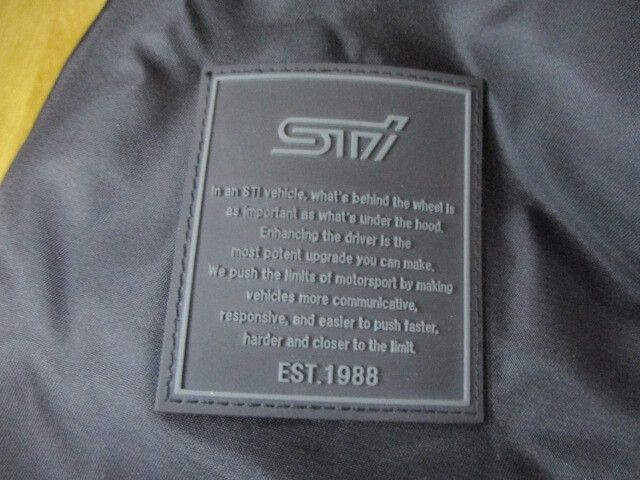 STI
In an STI vehicle, what's behind the wheel is
as important as what's under the hood.
Enhancing the driver is the
most potent upgrade you can make.
We push the limits of motorsport by making
vehicles more communicative,
responsive, and easier to push faster,
harder and closer to the limit.
EST.1988